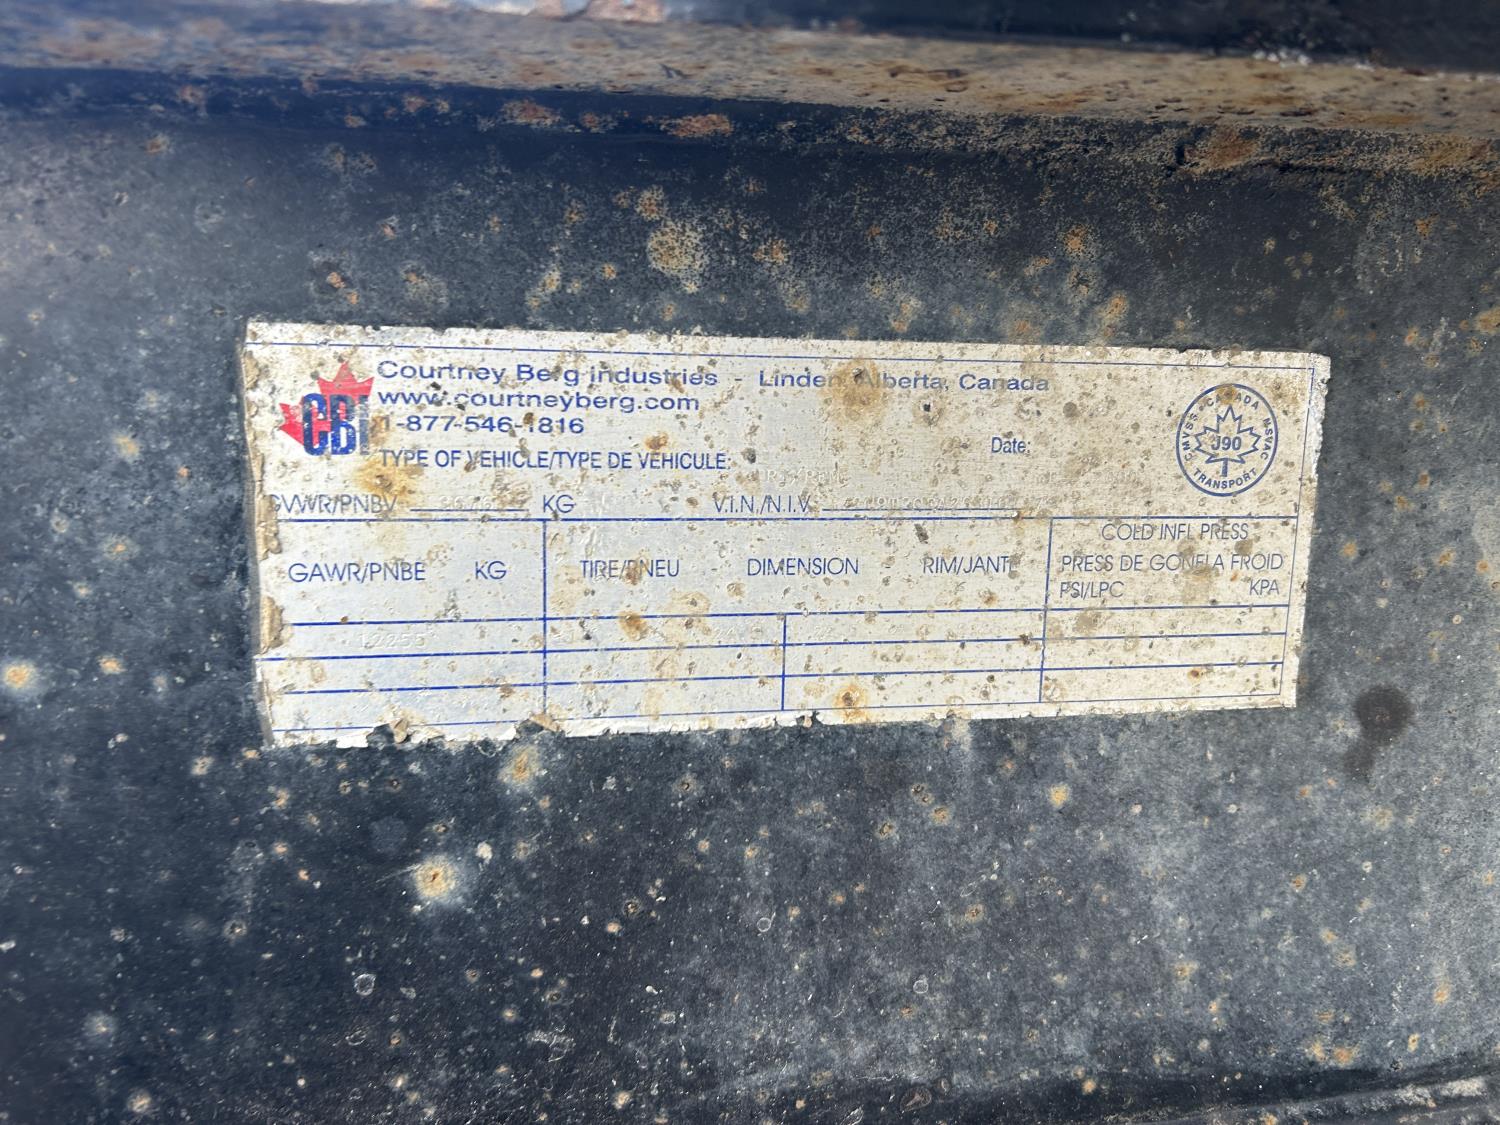 CBI
Courtney Berg Industries - Linden, Alberta, Canada
www.courtneyberg.com
1-877-546-1816
Date:
TYPE OF VEHICLE/TYPE DE VEHICULE:
GVWR/PNBV KG V.I.N./N.I.V.
CMVSS CANADA NSVAC
J90
TRANSPORT
GAWR/PNBE KG TIRE/PNEU - DIMENSION - RIM/JANTE
COLD INFL PRESS
PRESS DE GONFLA FROID
PSI/LPC KPA
12255